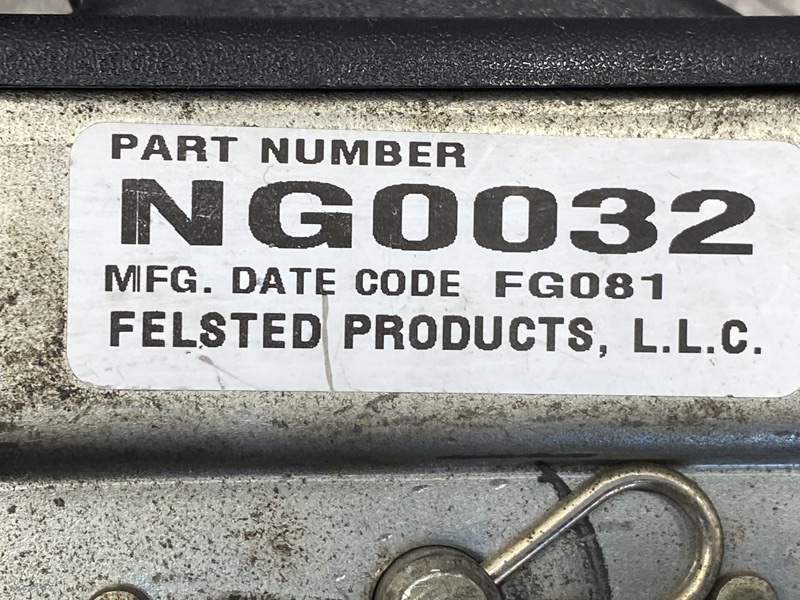 PART NUMBER
NG0032
MFG. DATE CODE FG081
FELSTED PRODUCTS, L.L.C.